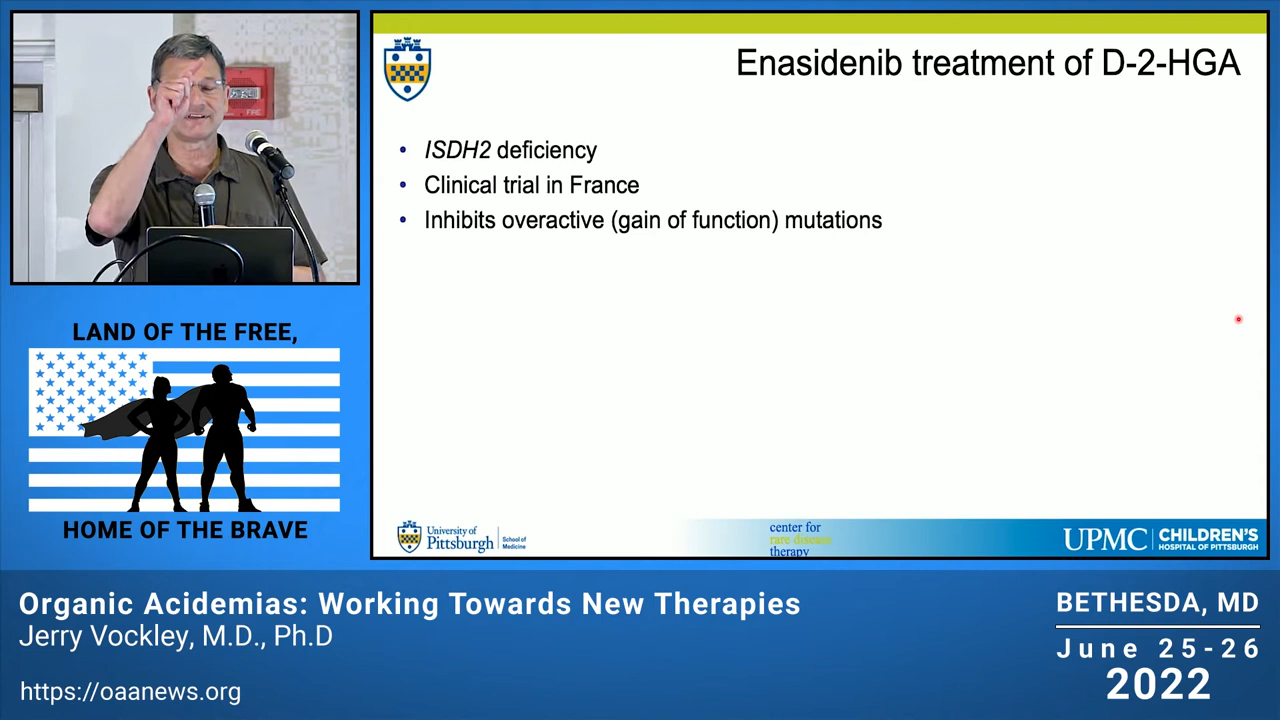 FIRE
Enasidenib treatment of D-2-HGA
• ISDH2 deficiency
• Clinical trial in France
• Inhibits overactive (gain of function) mutations
University of Pittsburgh
School of Medicine
center for
rare disease
therapy
UPMC
CHILDREN'S
HOSPITAL OF PITTSBURGH
LAND OF THE FREE,
HOME OF THE BRAVE
Organic Acidemias: Working Towards New Therapies
Jerry Vockley, M.D., Ph.D
https://oaanews.org
BETHESDA, MD
June 25-26
2022